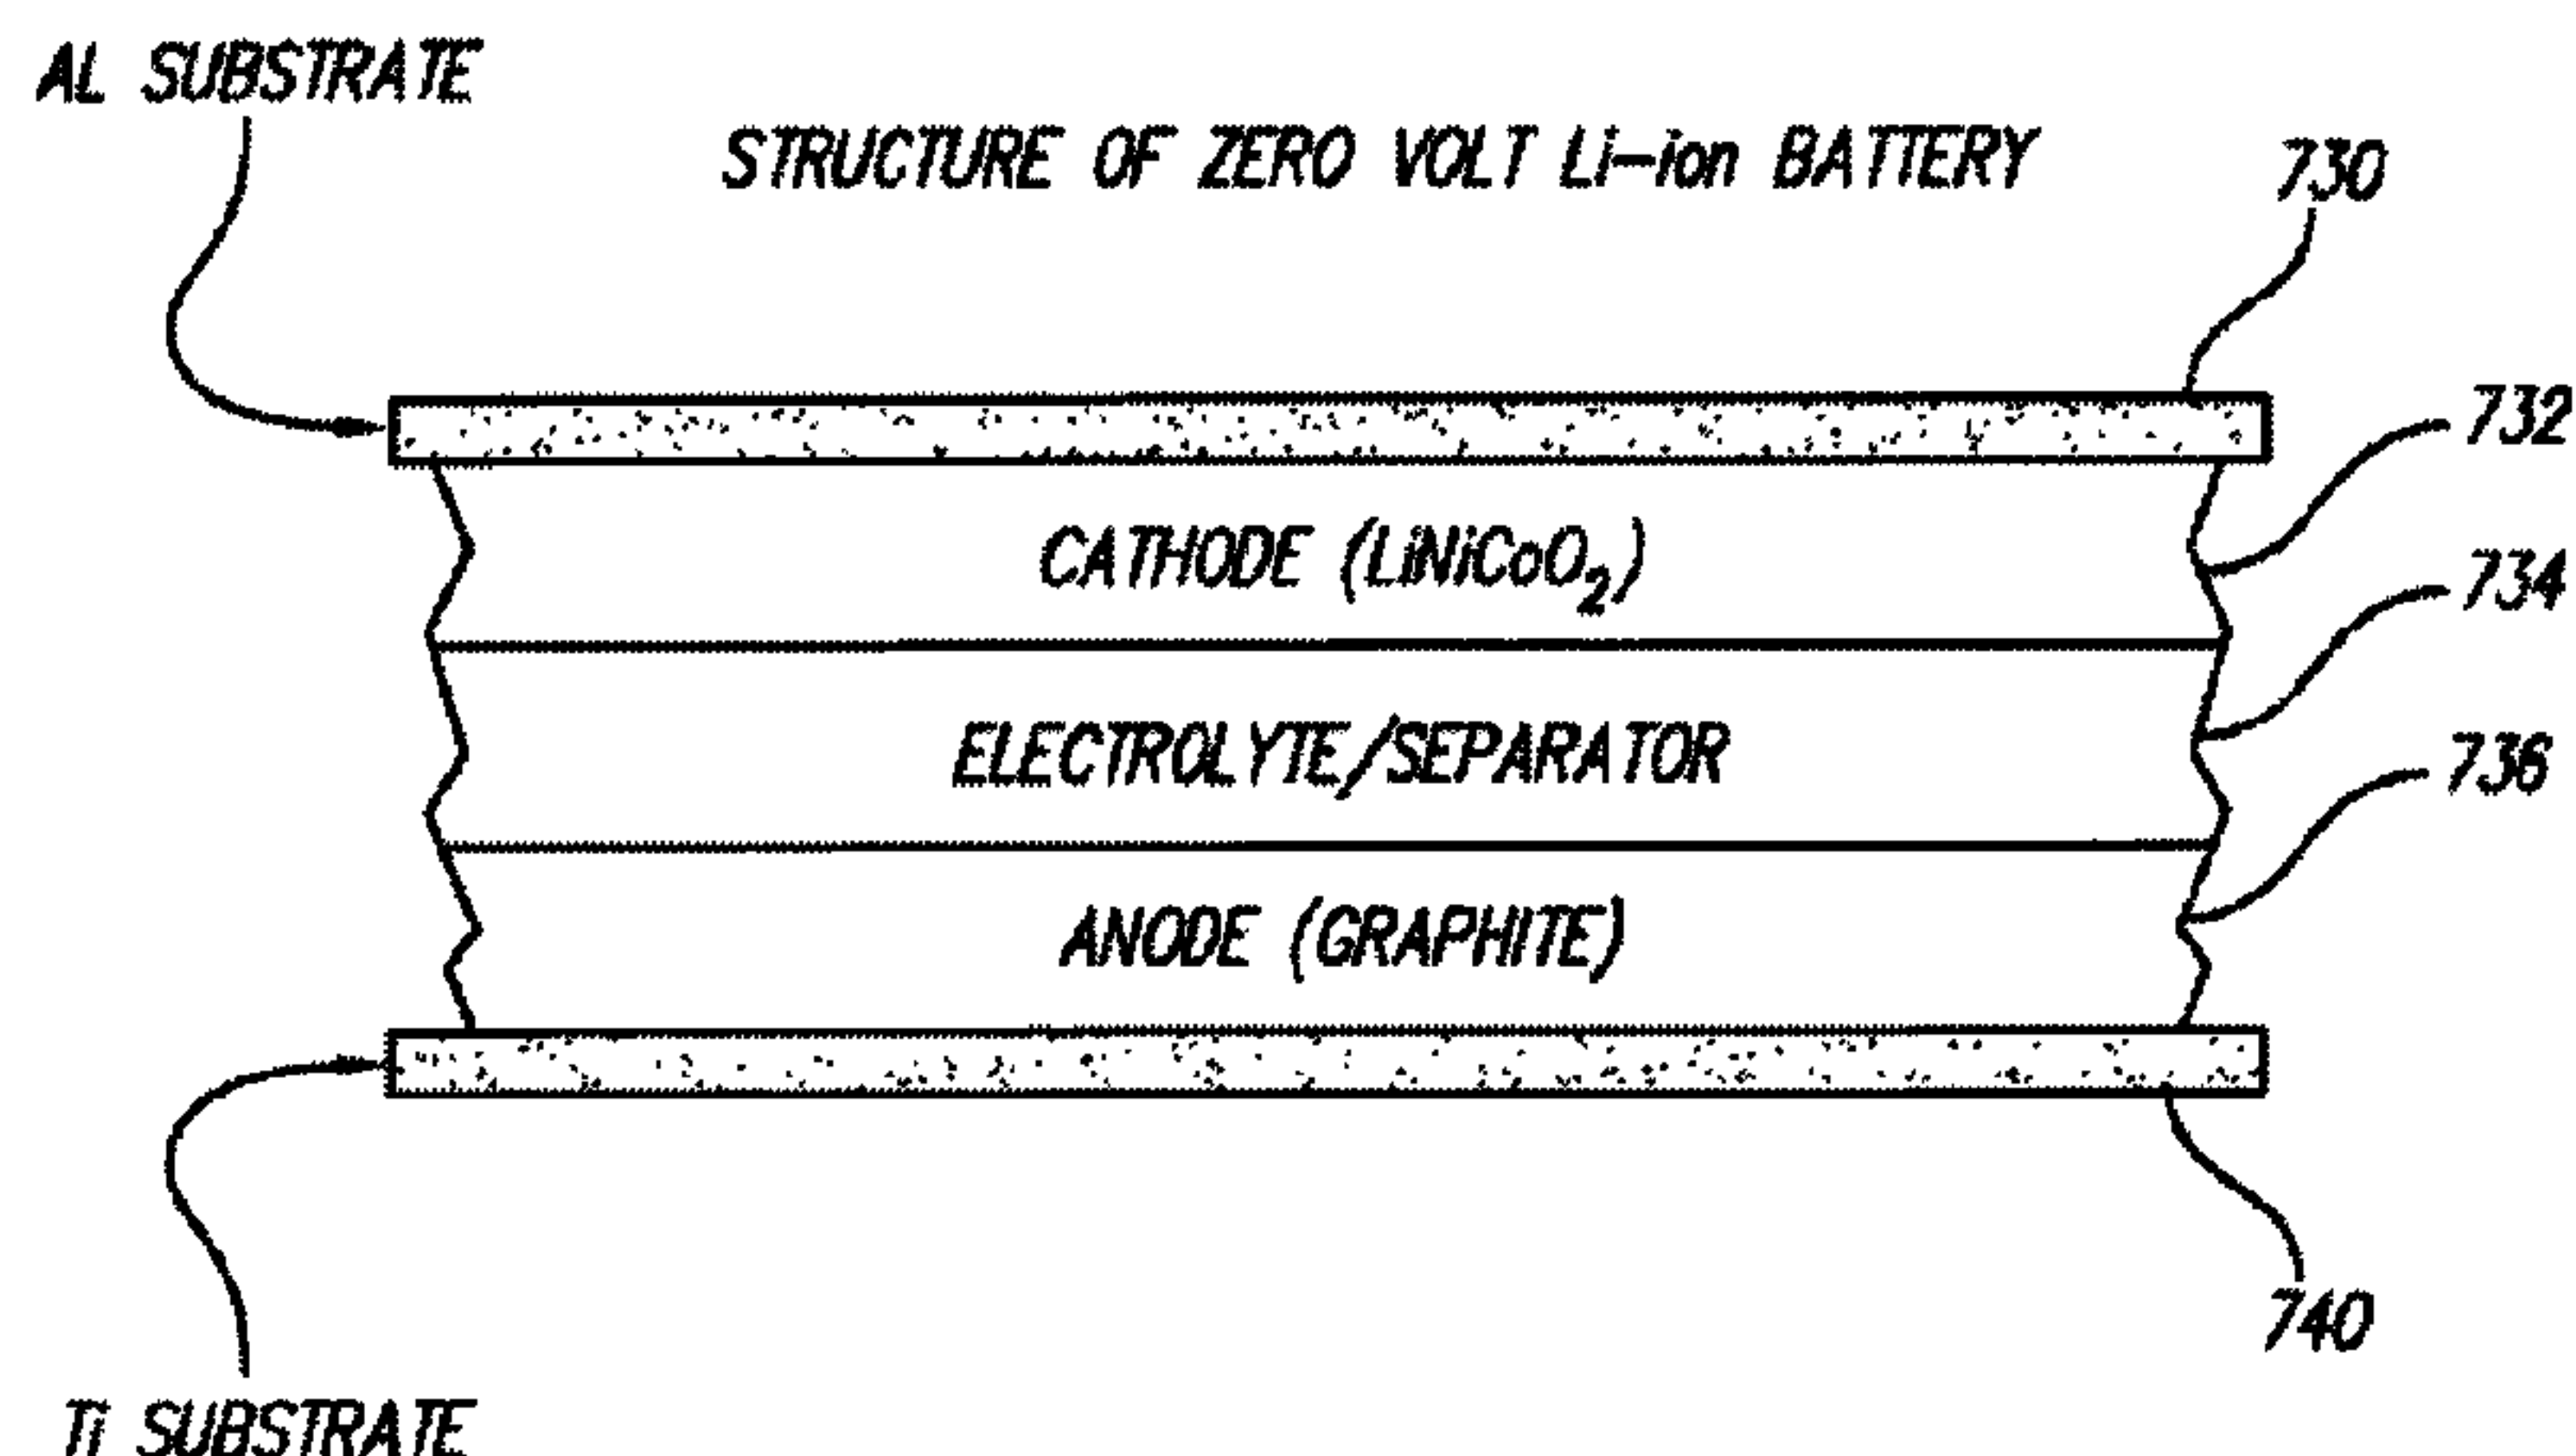 AL SUBSTRATE
STRUCTURE OF ZERO VOLT Li-ion BATTERY
730
732
CATHODE (LiNiCoO₂)
734
ELECTROLYTE/SEPARATOR
736
ANODE (GRAPHITE)
740
Ti SUBSTRATE